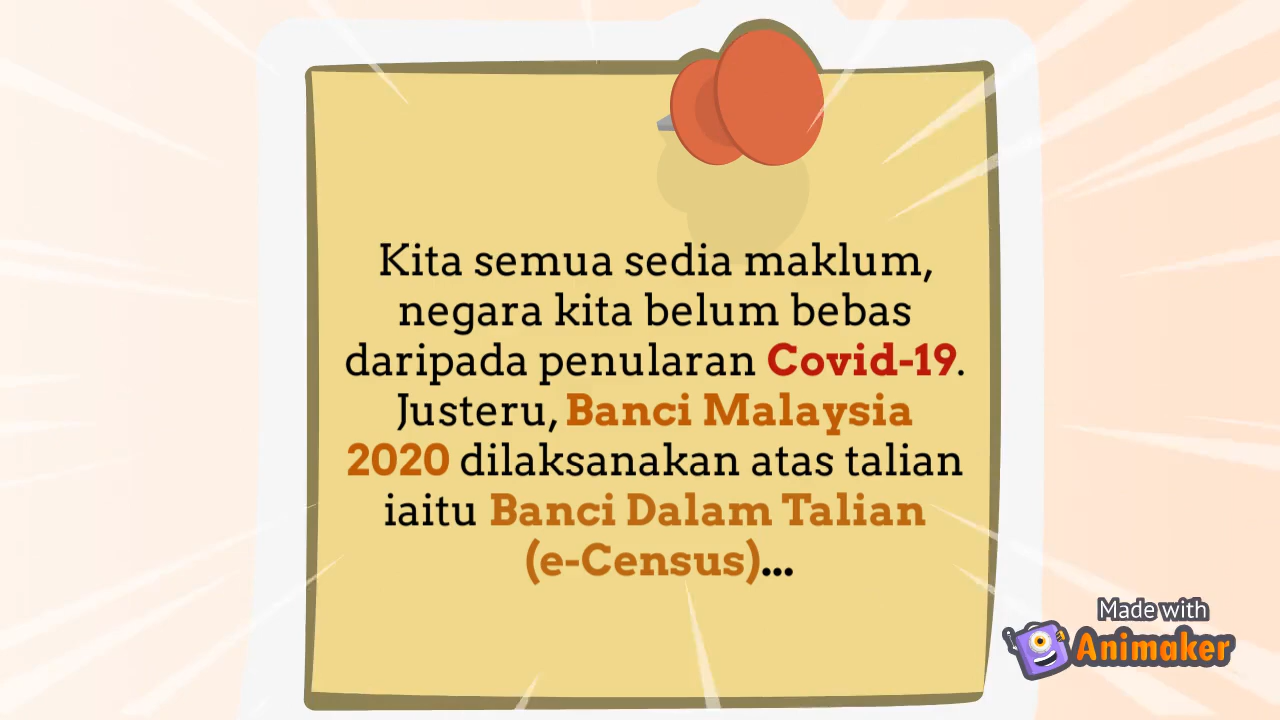 Kita semua sedia maklum,
negara kita belum bebas
daripada penularan Covid-19.
Justeru, Banci Malaysia
2020 dilaksanakan atas talian
iaitu Banci Dalam Talian
(e-Census)...
Made with
Animaker